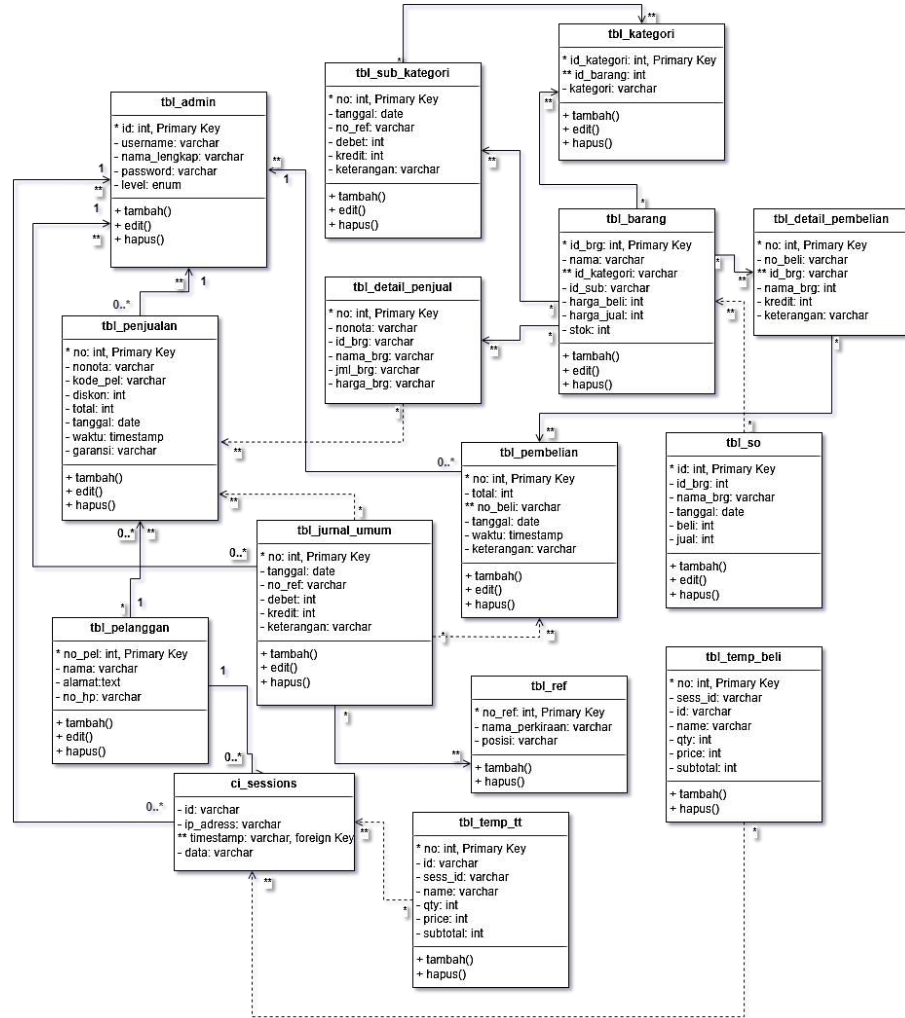 tbl_kategori
* id_kategori: int, Primary Key
** id_barang: int
- kategori: varchar
+ tambah()
+ edit()
+ hapus()
**
*
tbl_sub_kategori
* no: int, Primary Key
- tanggal: date
- no_ref: varchar
- debet: int
- kredit: int
- keterangan: varchar
+ tambah()
+ edit()
+ hapus()
**
**
tbl_admin
* id: int, Primary Key
- username: varchar
- nama_lengkap: varchar
- password: varchar
- level: enum
+ tambah()
+ edit()
+ hapus()
1
**
1
**
**
1
**
1
*
tbl_barang
* id_brg: int, Primary Key
- nama: varchar
** id_kategori: varchar
- id_sub: varchar
- harga_beli: int
- harga_jual: int
- stok: int
+ tambah()
+ edit()
+ hapus()
*
*
*
**
**
tbl_detail_pembelian
* no: int, Primary Key
- no_beli: varchar
** id_brg: varchar
- nama_brg: int
- kredit: int
- keterangan: varchar
*
tbl_detail_penjual
* no: int, Primary Key
- nonota: varchar
- id_brg: varchar
- nama_brg: varchar
- jml_brg: varchar
- harga_brg: varchar
**
*
0..*
tbl_penjualan
* no: int, Primary Key
- nonota: varchar
- kode_pel: varchar
- diskon: int
- total: int
- tanggal: date
- waktu: timestamp
- garansi: varchar
+ tambah()
+ edit()
+ hapus()
**
**
0..*
**
**
0..*
tbl_pembelian
* no: int, Primary Key
- total: int
** no_beli: varchar
- tanggal: date
- waktu: timestamp
- keterangan: varchar
+ tambah()
+ edit()
+ hapus()
**
*
tbl_so
* id: int, Primary Key
- id_brg: int
- nama_brg: varchar
- tanggal: date
- beli: int
- jual: int
+ tambah()
+ edit()
+ hapus()
*
0..*
tbl_jurnal_umum
* no: int, Primary Key
- tanggal: date
- no_ref: varchar
- debet: int
- kredit: int
- keterangan: varchar
+ tambah()
+ edit()
+ hapus()
*
*
*
1
tbl_pelanggan
* no_pel: int, Primary Key
- nama: varchar
- alamat:text
- no_hp: varchar
+ tambah()
+ edit()
+ hapus()
1
0..*
tbl_ref
* no_ref: int, Primary Key
- nama_perkiraan: varchar
- posisi: varchar
+ tambah()
+ hapus()
**
tbl_temp_beli
* no: int, Primary Key
- sess_id: varchar
- id: varchar
- name: varchar
- qty: int
- price: int
- subtotal: int
+ tambah()
+ hapus()
*
0..*
ci_sessions
- id: varchar
- ip_adress: varchar
** timestamp: varchar, foreign Key
- data: varchar
**
**
tbl_temp_tt
* no: int, Primary Key
- id: varchar
- sess_id: varchar
- name: varchar
- qty: int
- price: int
- subtotal: int
+ tambah()
+ hapus()
*